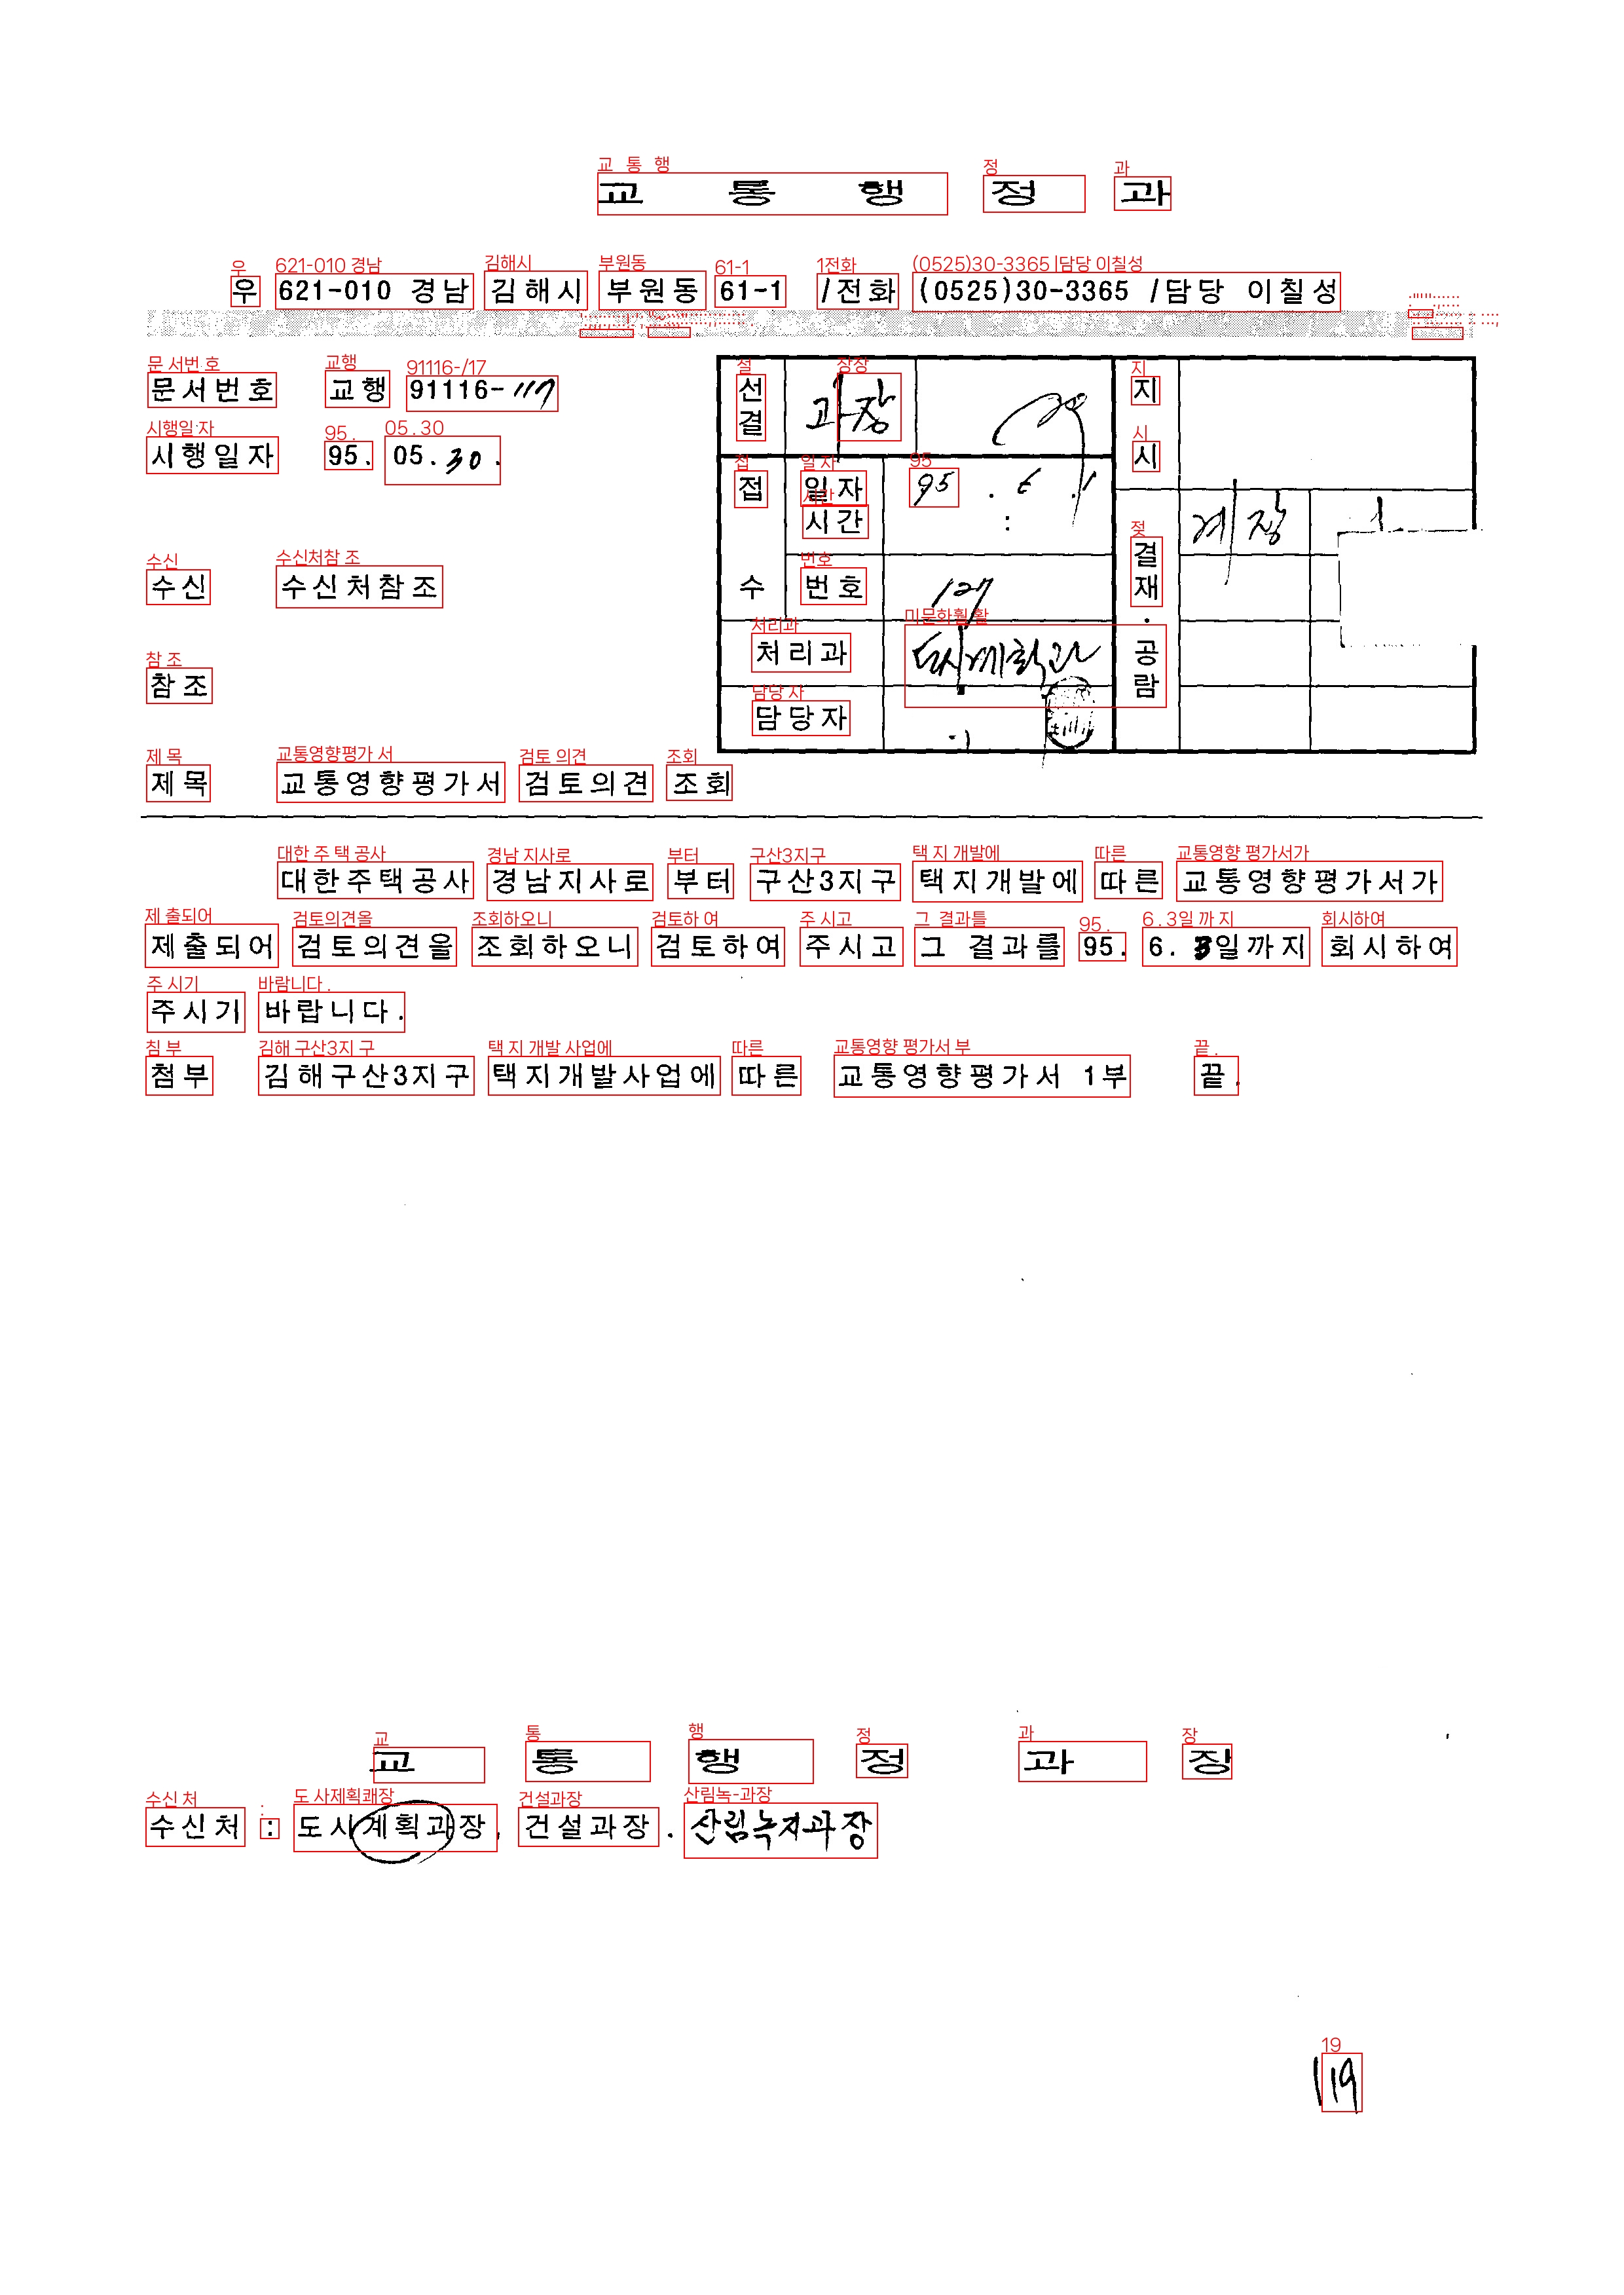 교 통 행 정 과
우 621-010 경남 김해시 부원동 61-1 /전화 (0525)30-3365 /담당 이칠성
문서번호 교행 91116-117
시행일자 95. 05.30.
수신 수신처참조
참조
제목 교통영향평가서 검토의견 조회
선결 과장 지시
접수 일자 시간 95 . 6 . 1 :
번호 127
처리과 도시계획과
담당자
결재·공람 계장
대한주택공사 경남지사로 부터 구산3지구 택지개발에 따른 교통영향평가서가
제출되어 검토의견을 조회하오니 검토하여 주시고 그 결과를 95. 6. 3일까지 회시하여
주시기 바랍니다.
첨부 김해구산3지구 택지개발사업에 따른 교통영향평가서 1부 끝.
교 통 행 정 과 장
수신처 : 도시계획과장, 건설과장. 산림녹지과장
119